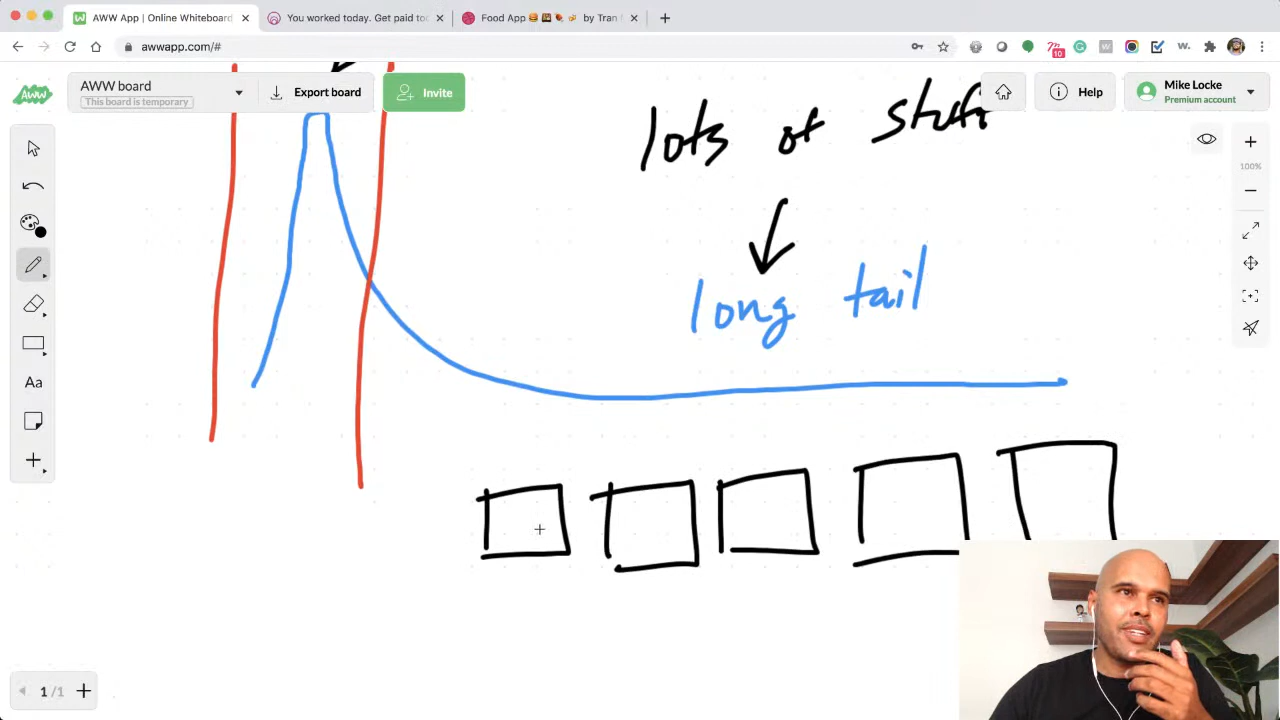 AWW App | Online Whiteboard
You worked today. Get paid to
Food App by Tran
awwapp.com/#
10
AWW
AWW board
This board is temporary
Export board
Invite
Help
Mike Locke
Premium account
100%
lots of stuff
long tail
Aa
1/1